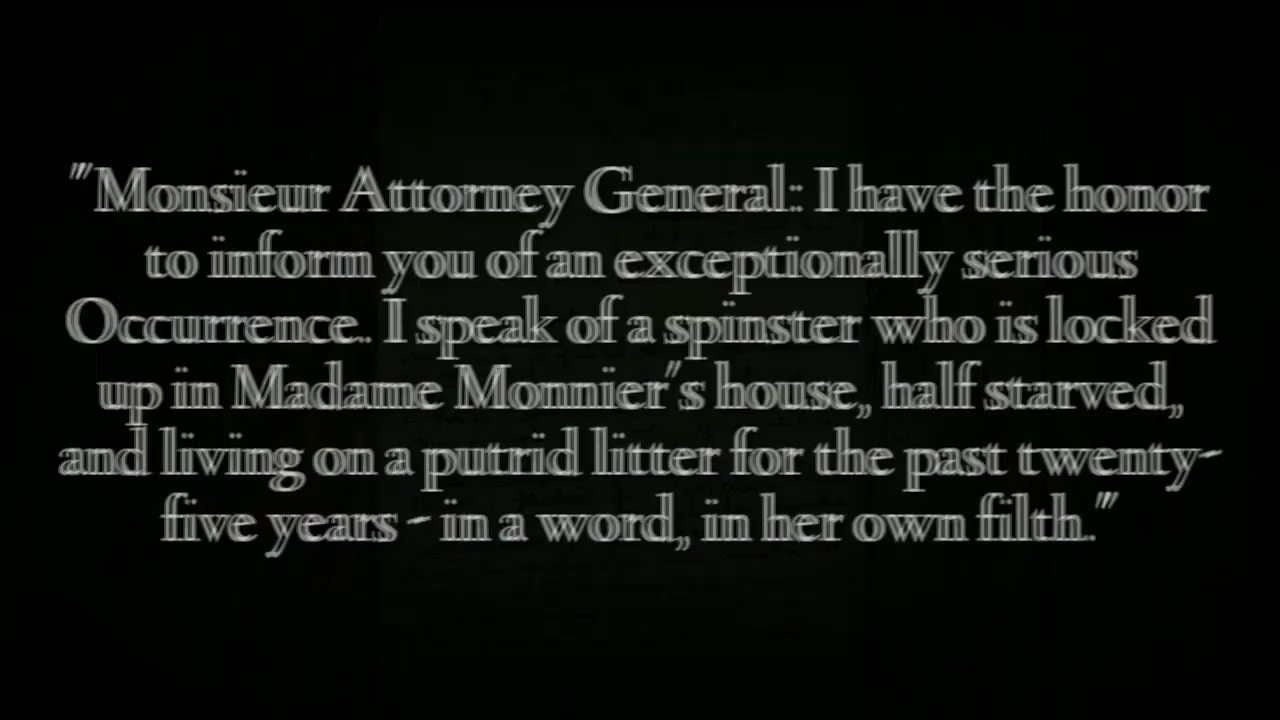 "Monsieur Attorney General: I have the honor
to inform you of an exceptionally serious
Occurrence. I speak of a spinster who is locked
up in Madame Monnier's house, half starved,
and living on a putrid litter for the past twenty-
five years - in a word, in her own filth."